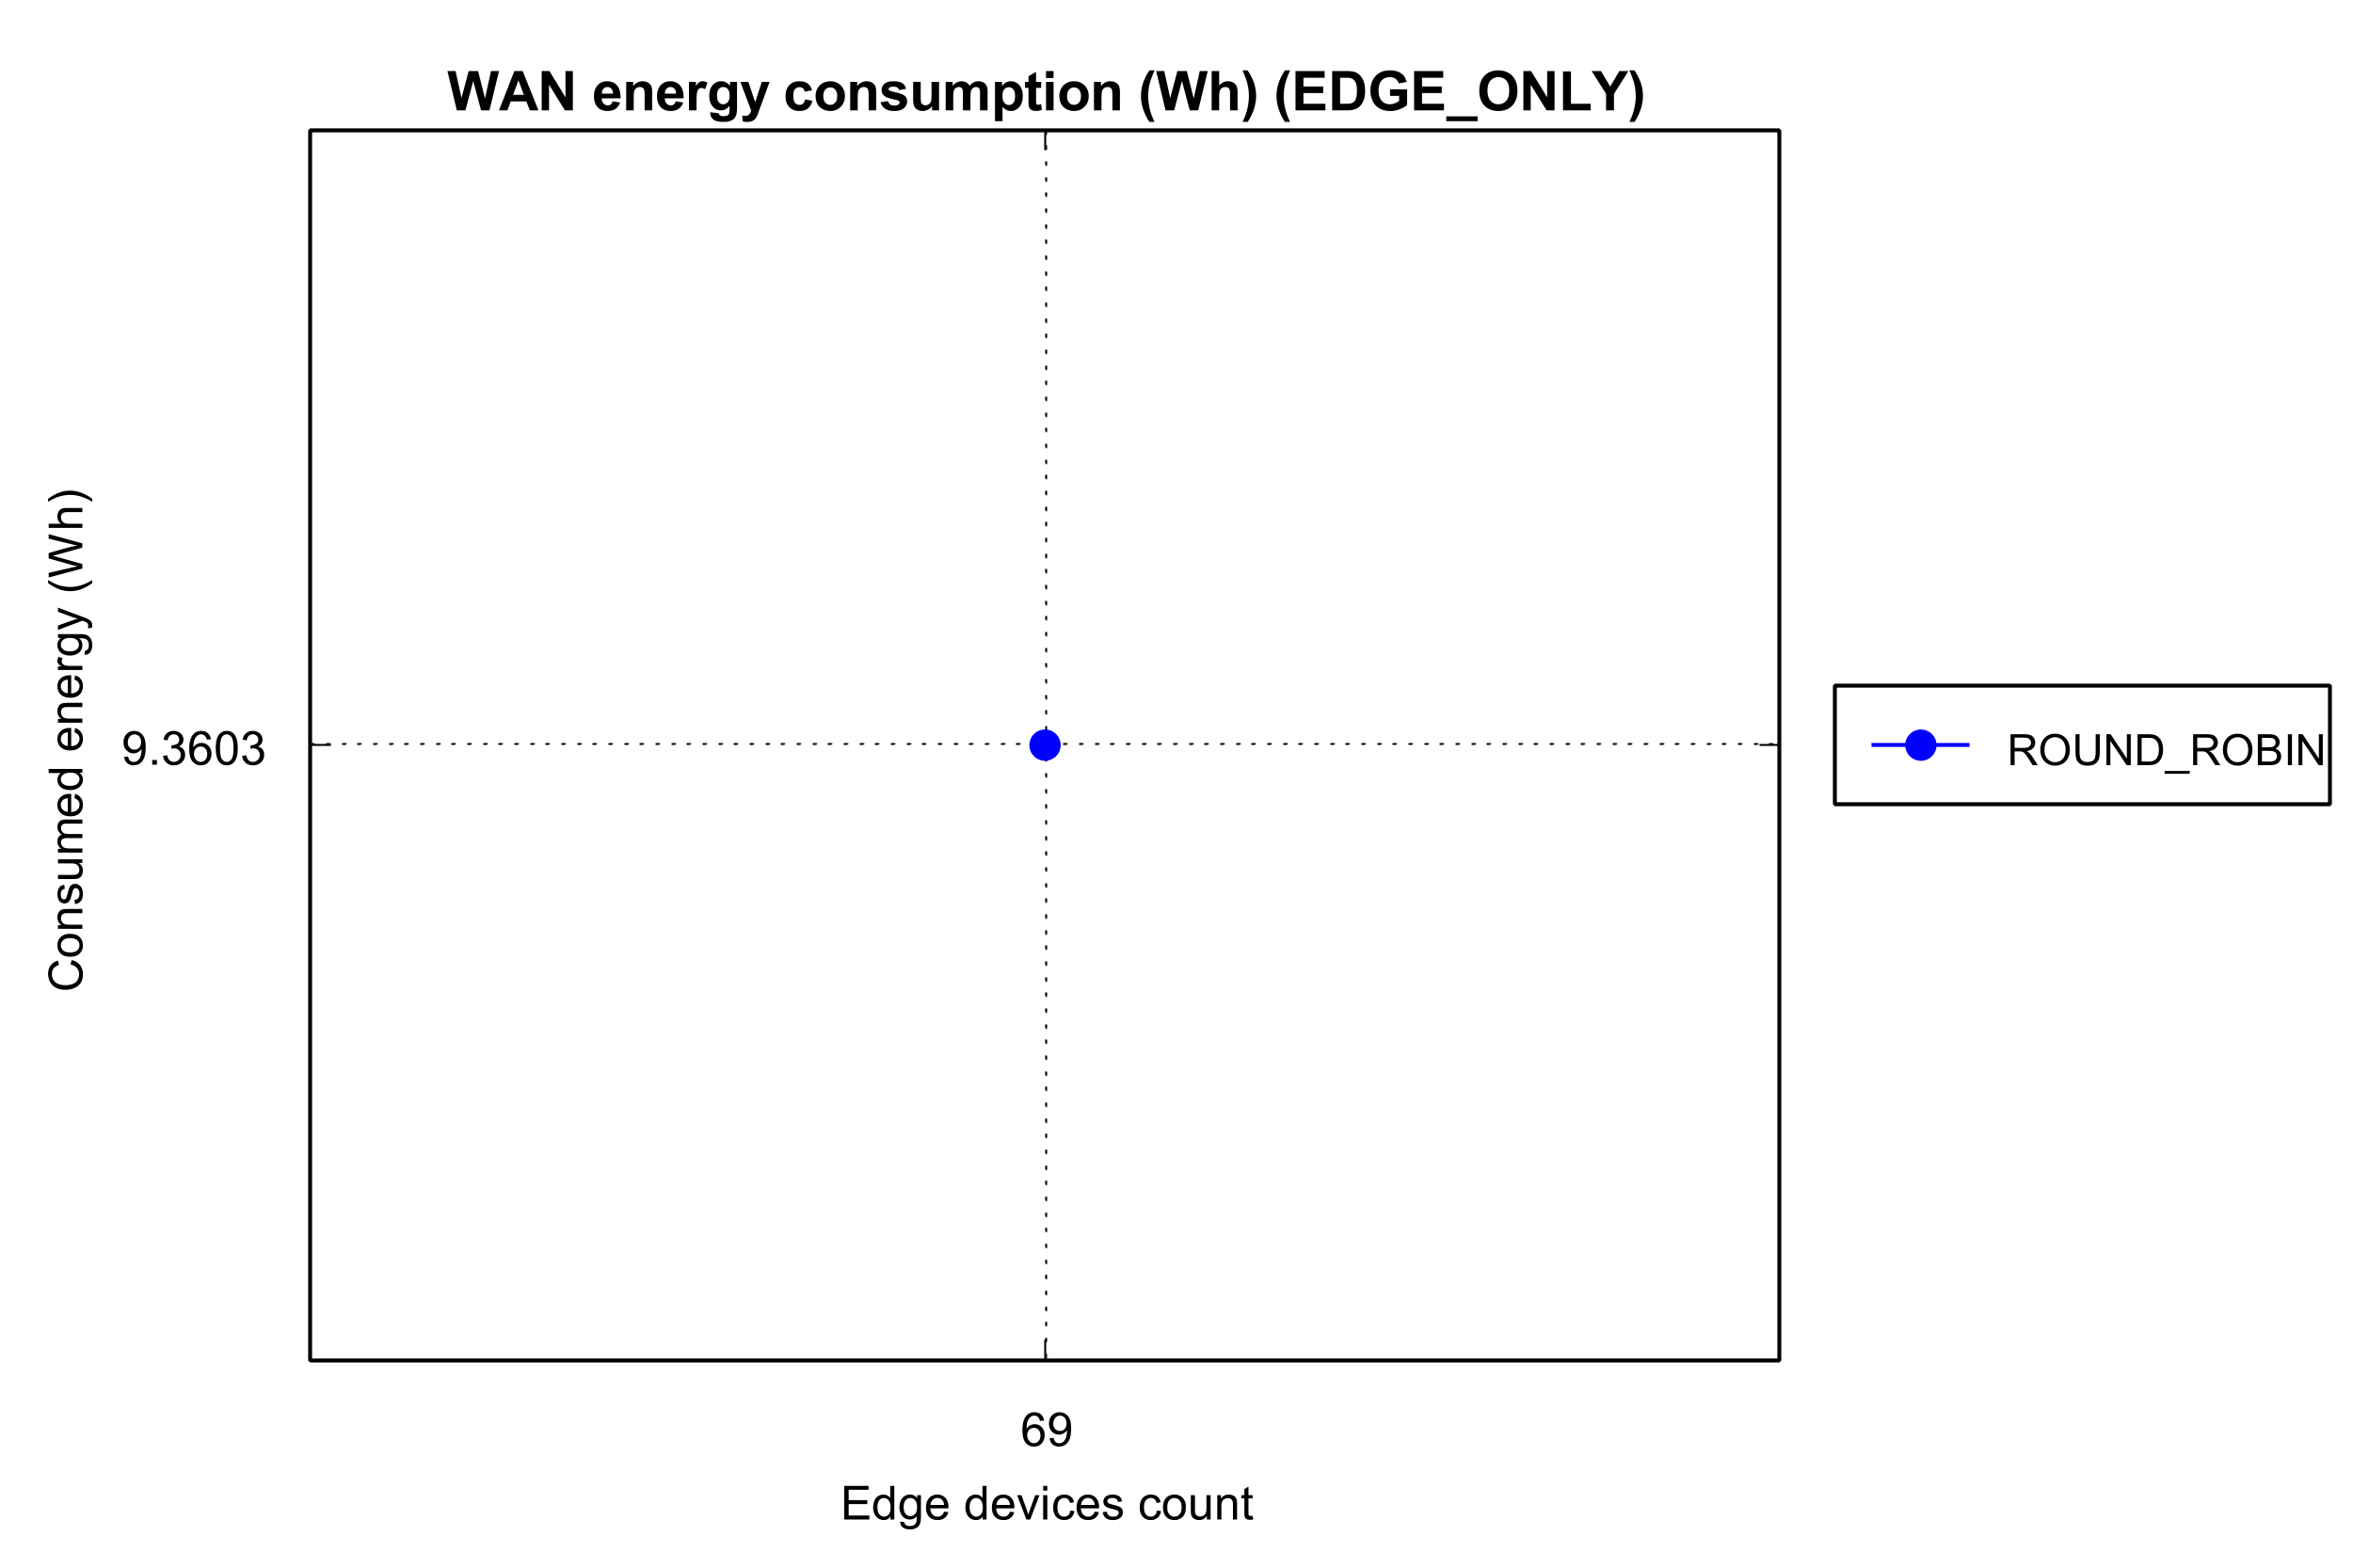 WAN energy consumption (Wh) (EDGE_ONLY)
Consumed energy (Wh)
9.3603
ROUND_ROBIN
69
Edge devices count